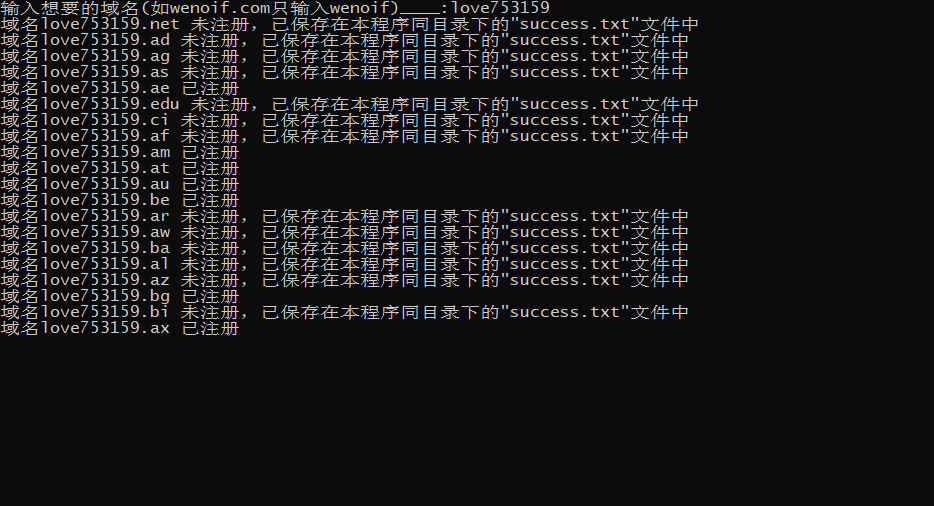 输入想要的域名(如wenoif.com只输入wenoif)____:love753159
域名love753159.net 未注册，已保存在本程序同目录下的"success.txt"文件中
域名love753159.ad 未注册，已保存在本程序同目录下的"success.txt"文件中
域名love753159.ag 未注册，已保存在本程序同目录下的"success.txt"文件中
域名love753159.as 未注册，已保存在本程序同目录下的"success.txt"文件中
域名love753159.ae 已注册
域名love753159.edu 未注册，已保存在本程序同目录下的"success.txt"文件中
域名love753159.ci 未注册，已保存在本程序同目录下的"success.txt"文件中
域名love753159.af 未注册，已保存在本程序同目录下的"success.txt"文件中
域名love753159.am 已注册
域名love753159.at 已注册
域名love753159.au 已注册
域名love753159.be 已注册
域名love753159.ar 未注册，已保存在本程序同目录下的"success.txt"文件中
域名love753159.aw 未注册，已保存在本程序同目录下的"success.txt"文件中
域名love753159.ba 未注册，已保存在本程序同目录下的"success.txt"文件中
域名love753159.al 未注册，已保存在本程序同目录下的"success.txt"文件中
域名love753159.az 未注册，已保存在本程序同目录下的"success.txt"文件中
域名love753159.bg 已注册
域名love753159.bi 未注册，已保存在本程序同目录下的"success.txt"文件中
域名love753159.ax 已注册